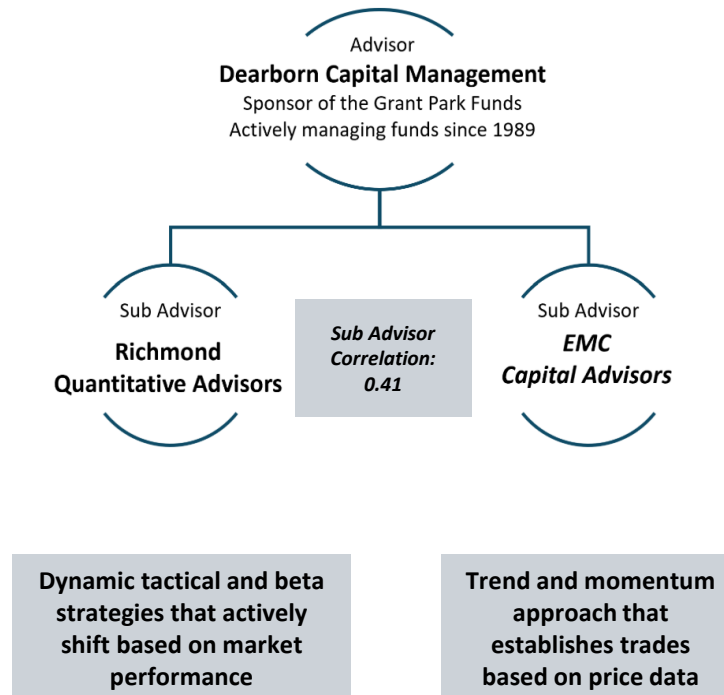 Advisor
Dearborn Capital Management
Sponsor of the Grant Park Funds
Actively managing funds since 1989
Sub Advisor
Richmond
Quantitative Advisors
Sub Advisor
Correlation:
0.41
Sub Advisor
EMC
Capital Advisors
Dynamic tactical and beta
strategies that actively
shift based on market
performance
Trend and momentum
approach that
establishes trades
based on price data